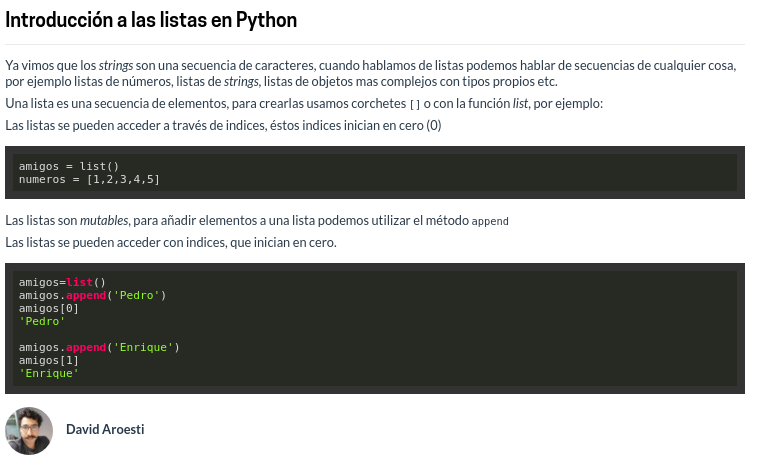 Introducción a las listas en Python
Ya vimos que los strings son una secuencia de caracteres, cuando hablamos de listas podemos hablar de secuencias de cualquier cosa,
por ejemplo listas de números, listas de strings, listas de objetos mas complejos con tipos propios etc.
Una lista es una secuencia de elementos, para crearlas usamos corchetes [] o con la función list, por ejemplo:
Las listas se pueden acceder a través de indices, éstos indices inician en cero (0)
amigos = list()
numeros = [1,2,3,4,5]
Las listas son mutables, para añadir elementos a una lista podemos utilizar el método append
Las listas se pueden acceder con indices, que inician en cero.
amigos=list()
amigos.append('Pedro')
amigos[0]
'Pedro'
amigos.append('Enrique')
amigos[1]
'Enrique'
David Aroesti